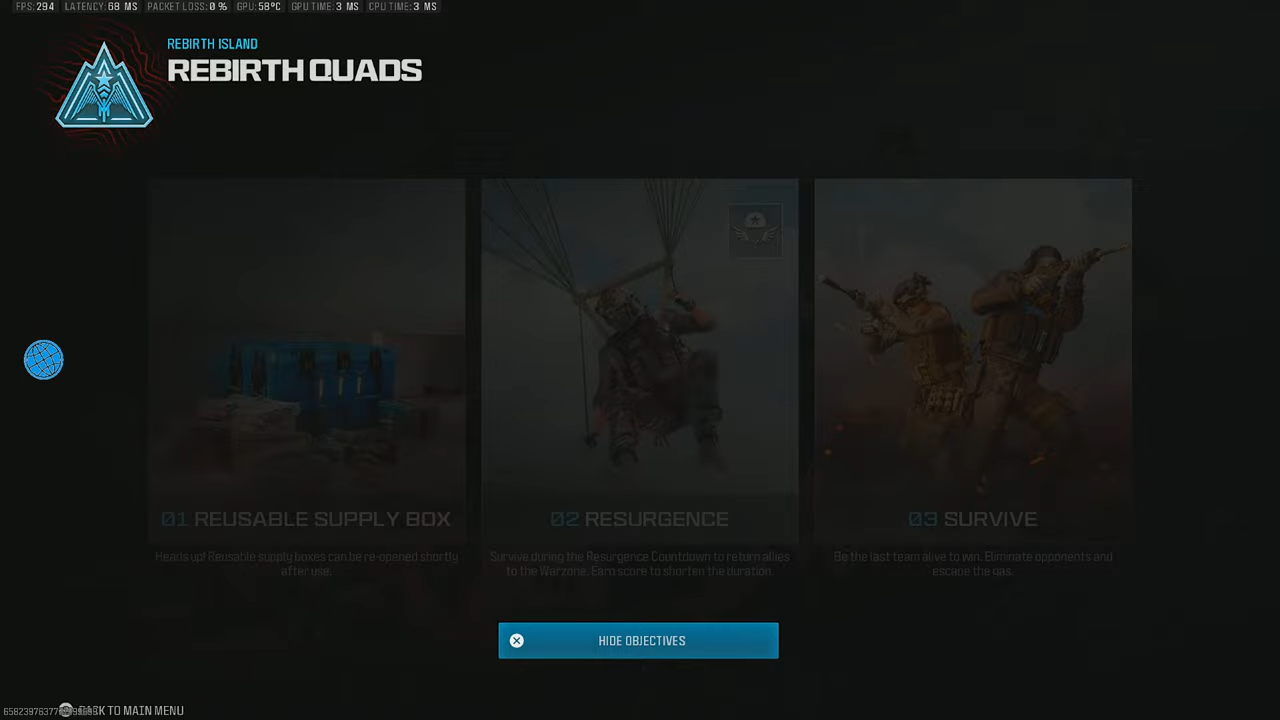 FPS: 294 LATENCY: 68 MS PACKET LOSS: 0 % GPU: 58°C GPU TIME: 3 MS CPU TIME: 3 MS
REBIRTH ISLAND
REBIRTH QUADS
01 REUSABLE SUPPLY BOX
Heads up! Reusable supply boxes can be re-opened shortly
after use.
02 RESURGENCE
Survive during the Resurgence Countdown to return allies
to the Warzone. Earn score to shorten the duration.
03 SURVIVE
Be the last team alive to win. Eliminate opponents and
escape the gas.
HIDE OBJECTIVES
BACK TO MAIN MENU